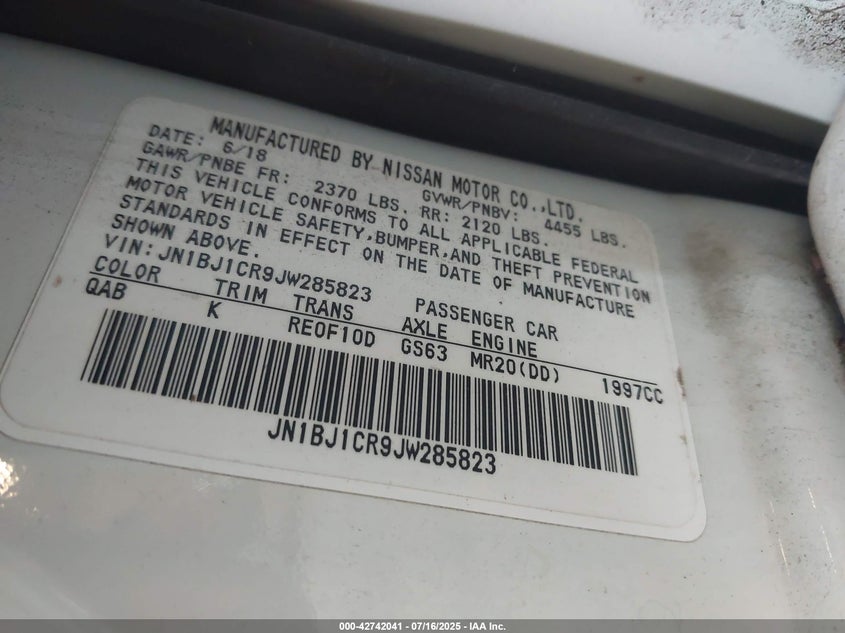 MANUFACTURED BY NISSAN MOTOR CO.,LTD.
DATE: 6/18 GVWR/PNBV: 4455 LBS.
GAWR/PNBE FR: 2370 LBS. RR: 2120 LBS.
THIS VEHICLE CONFORMS TO ALL APPLICABLE FEDERAL
MOTOR VEHICLE SAFETY,BUMPER,AND THEFT PREVENTION
STANDARDS IN EFFECT ON THE DATE OF MANUFACTURE
SHOWN ABOVE.
VIN:JN1BJ1CR9JW285823 PASSENGER CAR
COLOR TRIM TRANS AXLE ENGINE
QAB K RE0F10D GS63 MR20(DD) 1997CC
JN1BJ1CR9JW285823
000-42742041 - 07/16/2025 - IAA Inc.